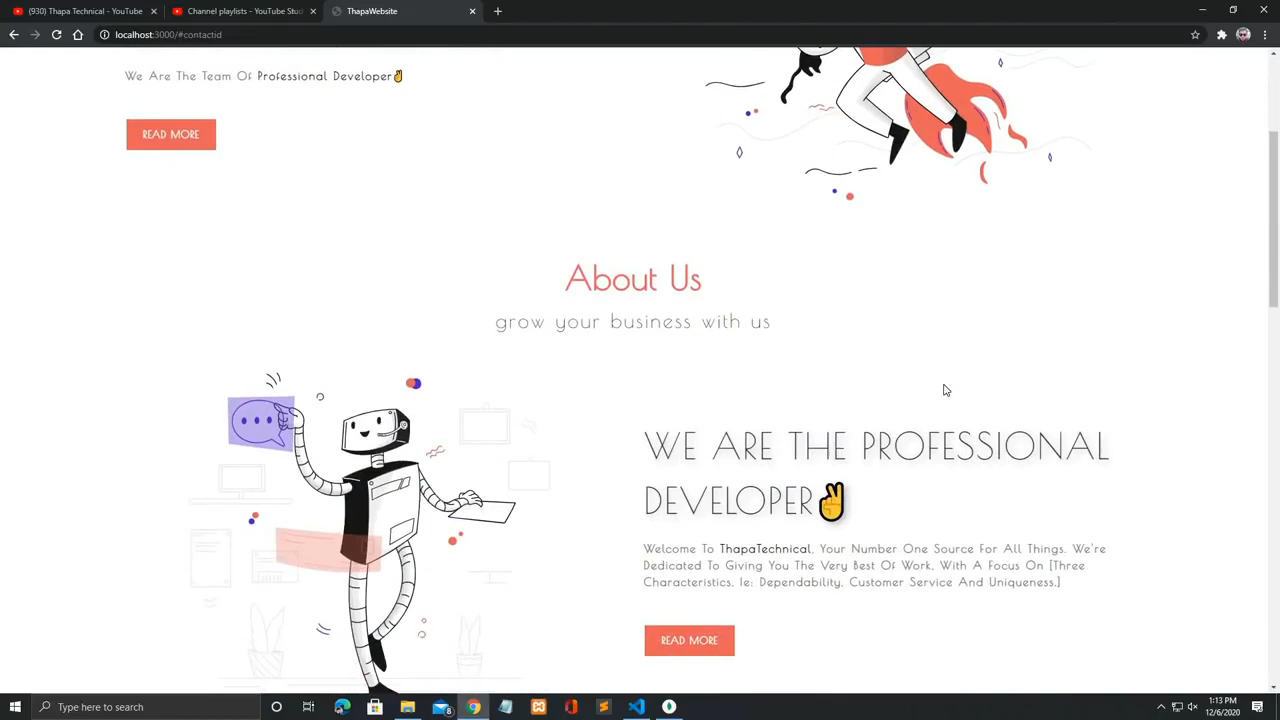 (930) Thapa Technical - YouTube
Channel playlists - YouTube Stud
ThapaWebsite
localhost:3000/#contactid
We Are The Team Of Professional Developer✌
READ MORE
About Us
grow your business with us
WE ARE THE PROFESSIONAL
DEVELOPER✌
Welcome To ThapaTechnical, Your Number One Source For All Things. We're
Dedicated To Giving You The Very Best Of Work, With A Focus On [Three
Characteristics, Ie: Dependability, Customer Service And Uniqueness.]
READ MORE
Type here to search
8
1:13 PM
12/6/2020